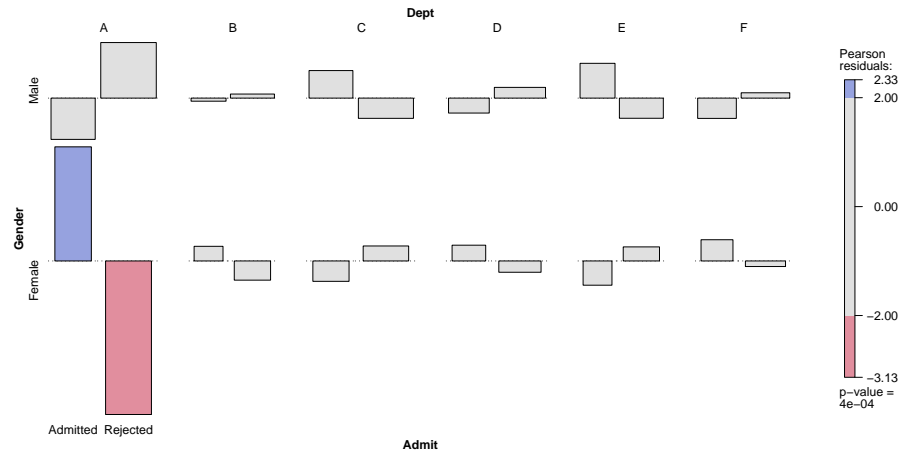 Dept
A B C D E F
Male
Gender
Female
Admitted Rejected
Admit
Pearson
residuals:
2.33
2.00
0.00
−2.00
−3.13
p−value =
4e−04